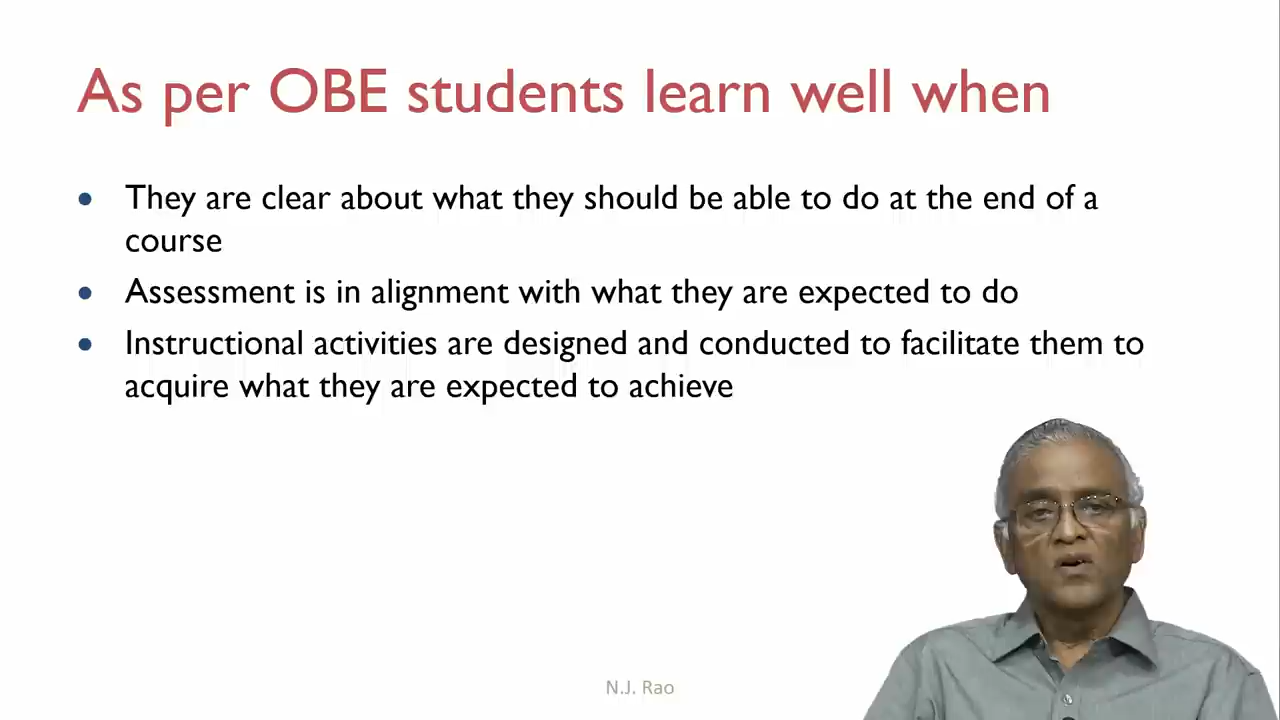 As per OBE students learn well when
• They are clear about what they should be able to do at the end of a
course
• Assessment is in alignment with what they are expected to do
• Instructional activities are designed and conducted to facilitate them to
acquire what they are expected to achieve
N.J. Rao